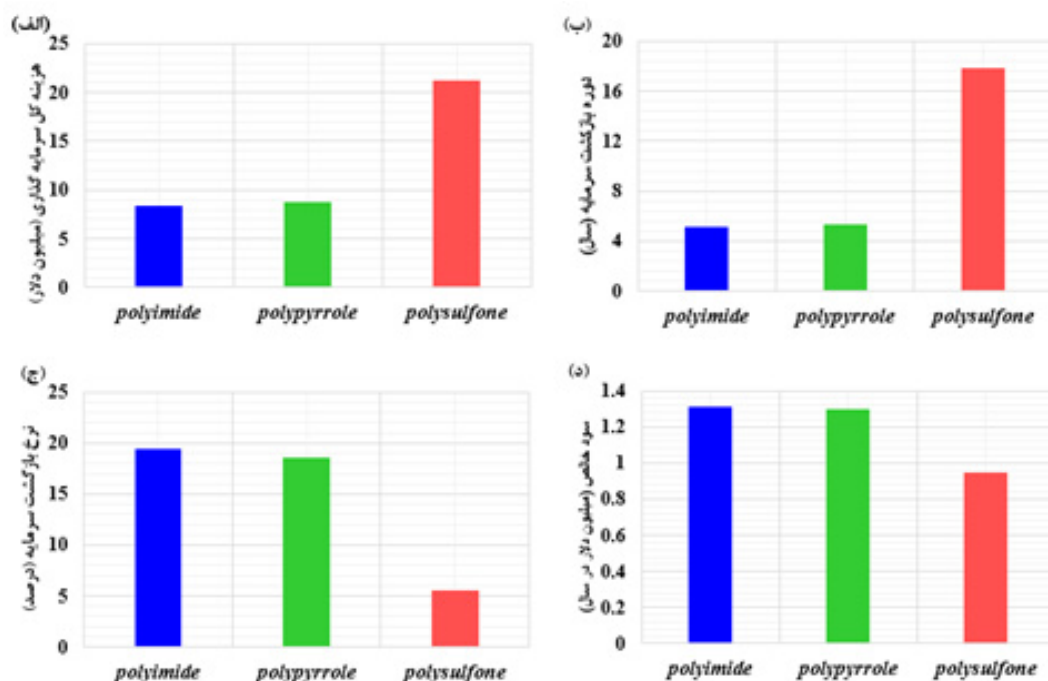 (الف)
هزینه کل سرمایه گذاری (میلیون دلار)
25
20
15
10
5
0
polyimide polypyrrole polysulfone
(ب)
دوره بازگشت سرمایه (سال)
20
16
12
8
4
0
polyimide polypyrrole polysulfone
(ج)
نرخ بازگشت سرمایه (درصد)
25
20
15
10
5
0
polyimide polypyrrole polysulfone
(د)
سود خالص (میلیون دلار در سال)
1.4
1.2
1
0.8
0.6
0.4
0.2
0
polyimide polypyrrole polysulfone